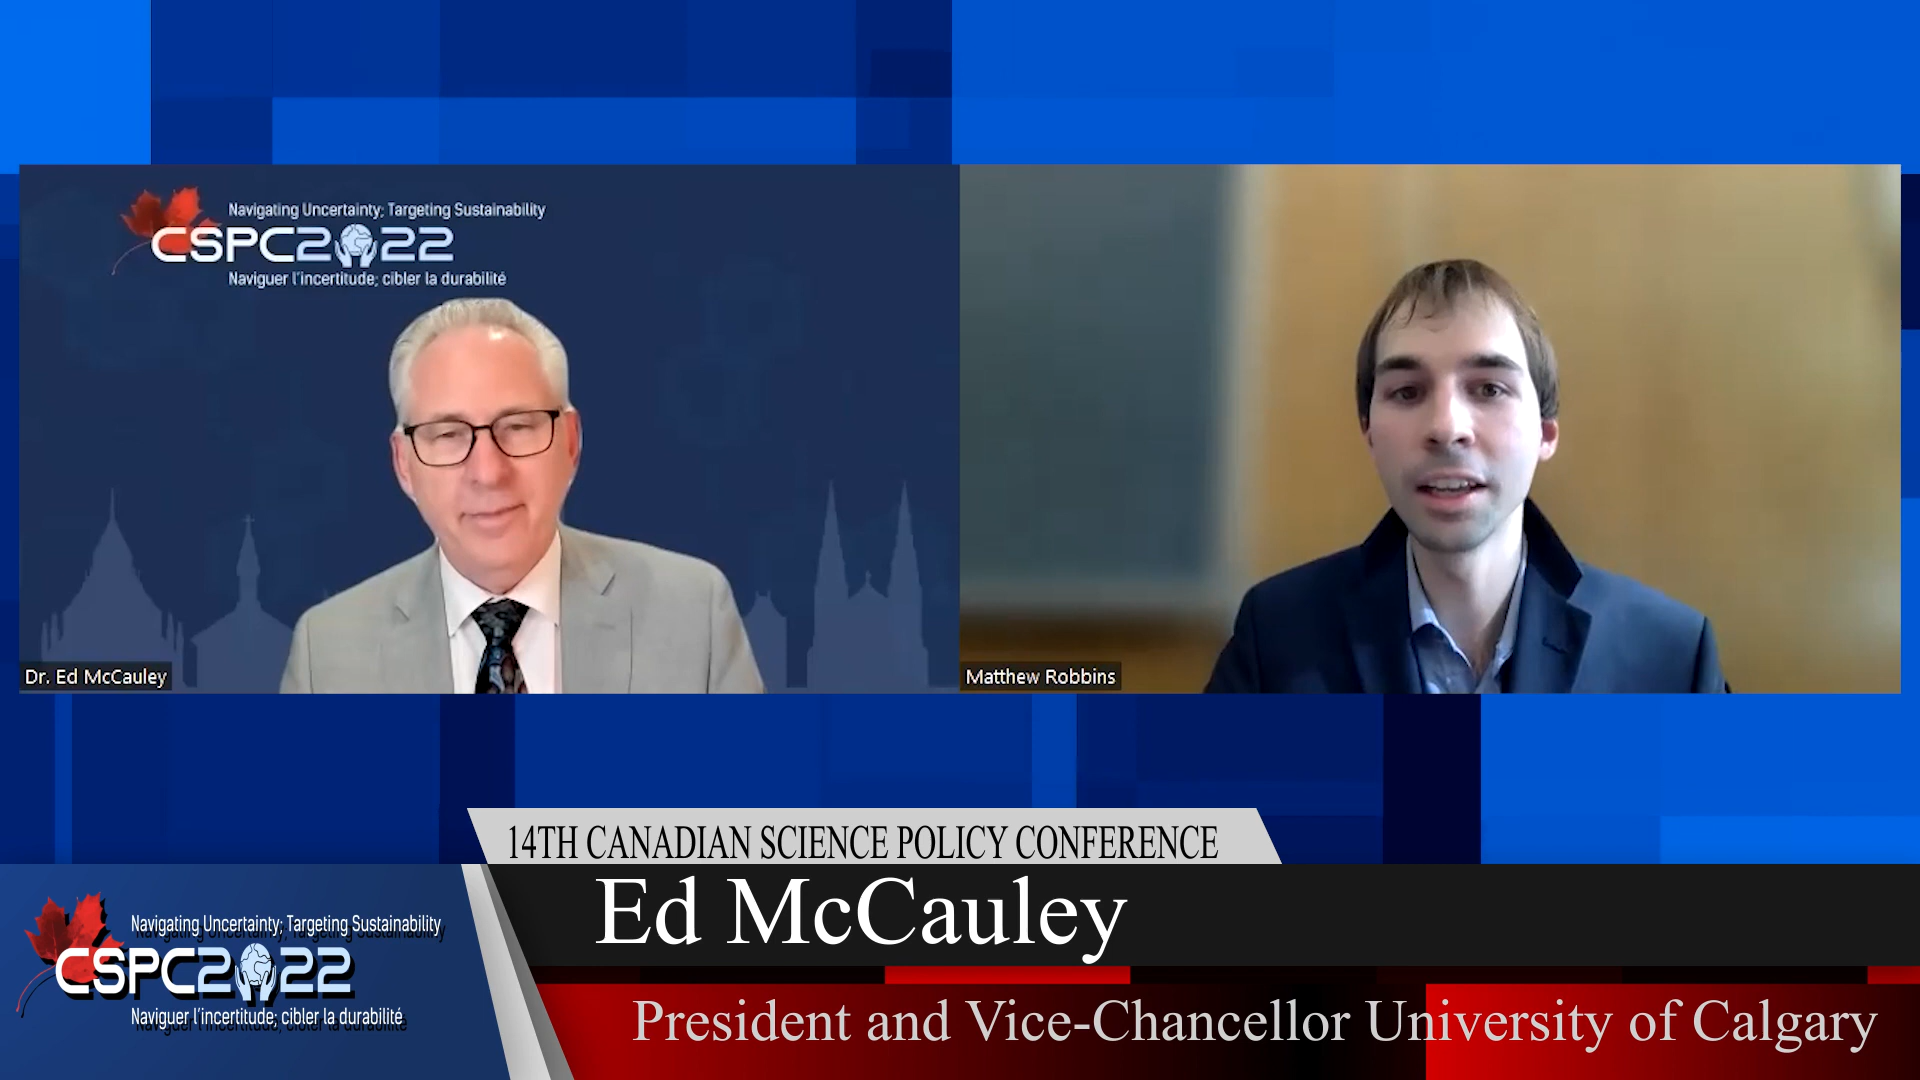 Navigating Uncertainty; Targeting Sustainability
CSPC2022
Naviguer l'incertitude; cibler la durabilité
Dr. Ed McCauley
Matthew Robbins
14TH CANADIAN SCIENCE POLICY CONFERENCE
Ed McCauley
President and Vice-Chancellor University of Calgary
Navigating Uncertainty; Targeting Sustainability
CSPC2022
Naviguer l'incertitude; cibler la durabilité